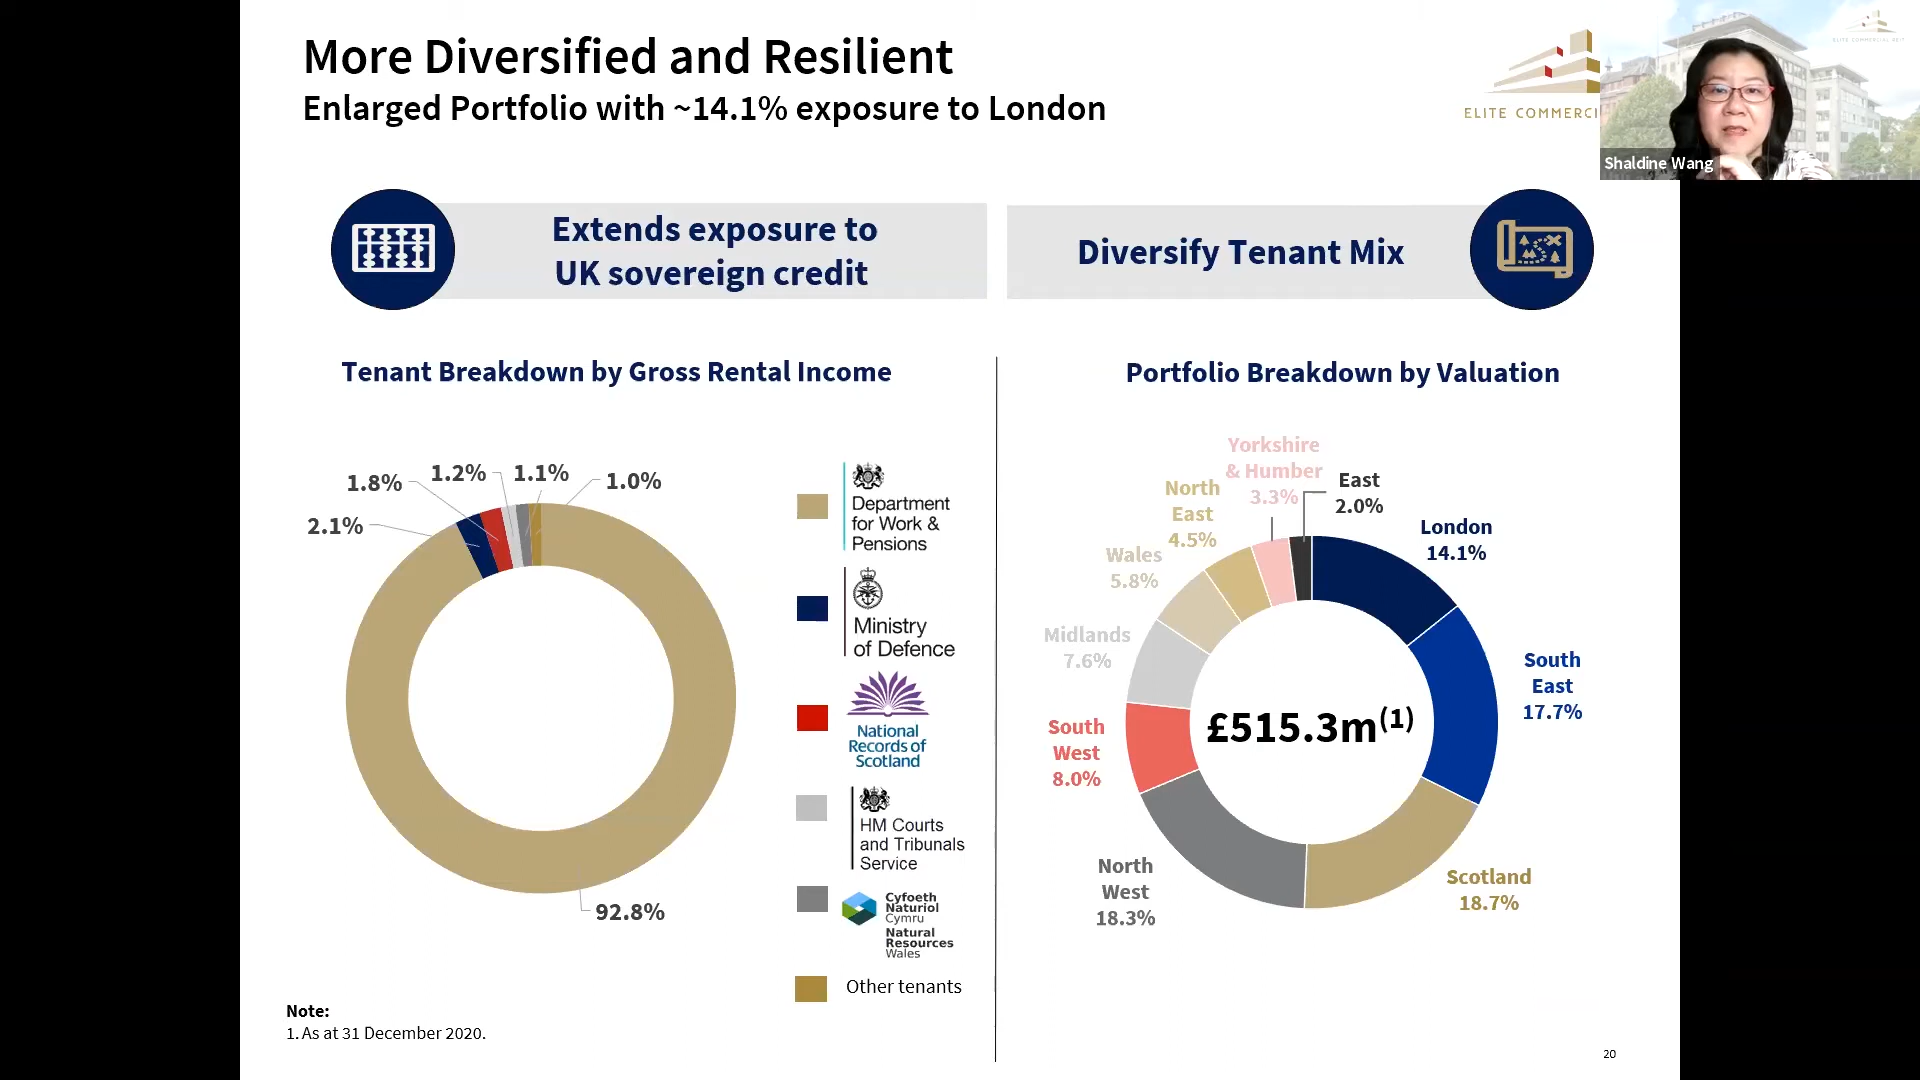 More Diversified and Resilient
Enlarged Portfolio with ~14.1% exposure to London
ELITE COMMERCI
Shaldine Wang
Extends exposure to
UK sovereign credit
Diversify Tenant Mix
Tenant Breakdown by Gross Rental Income
2.1%
1.8%
1.2%
1.1%
1.0%
92.8%
Department
for Work &
Pensions
Ministry
of Defence
National
Records of
Scotland
HM Courts
and Tribunals
Service
Cyfoeth
Naturiol
Cymru
Natural
Resources
Wales
Other tenants
Portfolio Breakdown by Valuation
Yorkshire
& Humber
3.3%
East
2.0%
North
East
4.5%
London
14.1%
Wales
5.8%
Midlands
7.6%
South
East
17.7%
South
West
8.0%
£515.3m(1)
North
West
18.3%
Scotland
18.7%
Note:
1. As at 31 December 2020.
20